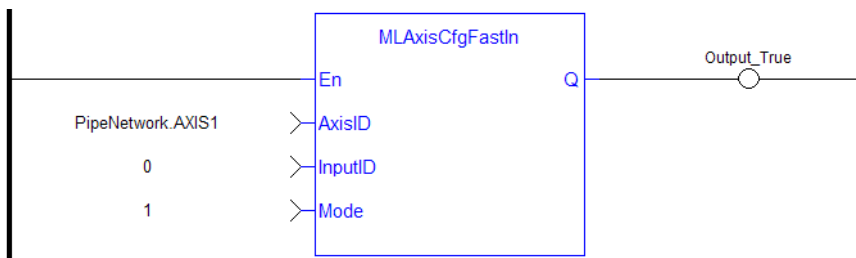 MLAxisCfgFastIn
Output_True
En
Q
PipeNetwork.AXIS1
AxisID
0
InputID
1
Mode